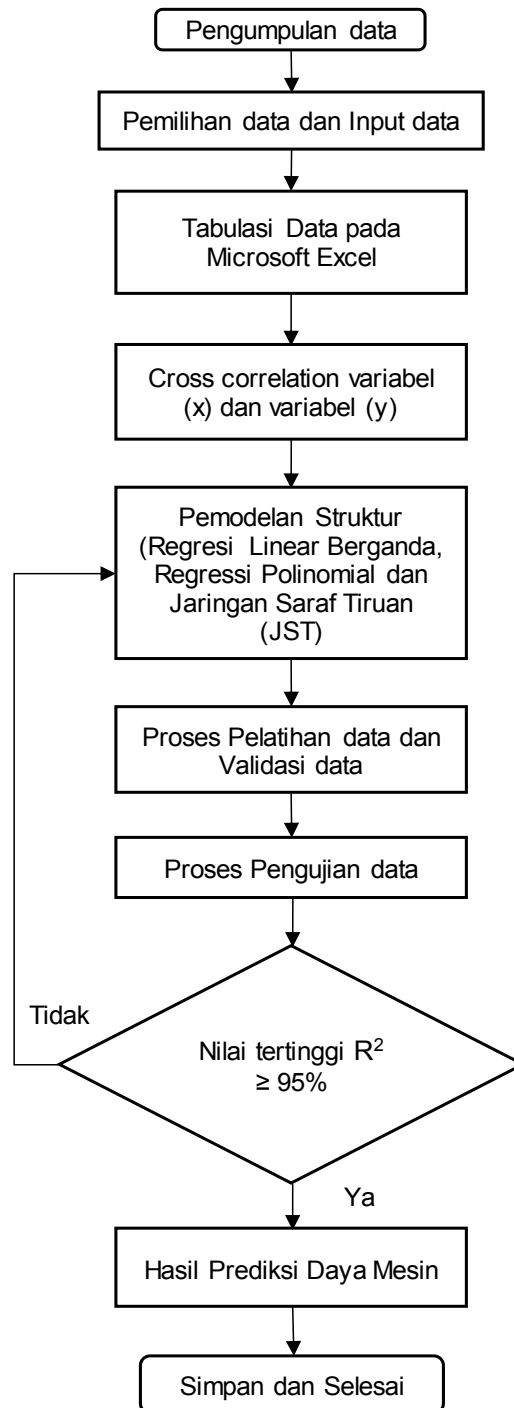 Pengumpulan data
Pemilihan data dan Input data
Tabulasi Data pada
Microsoft Excel
Cross correlation variabel
(x) dan variabel (y)
Pemodelan Struktur
(Regresi Linear Berganda,
Regressi Polinomial dan
Jaringan Saraf Tiruan
(JST)
Proses Pelatihan data dan
Validasi data
Proses Pengujian data
Tidak
Nilai tertinggi R²
≥ 95%
Ya
Hasil Prediksi Daya Mesin
Simpan dan Selesai